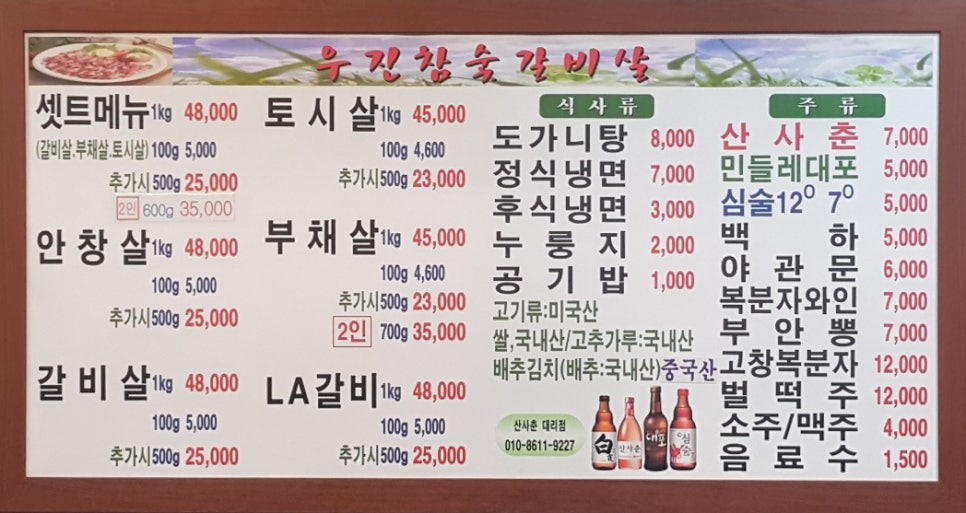 우진참숯갈비살
셋트메뉴 1kg 48,000
(갈비살.부채살.토시살) 100g 5,000
추가시 500g 25,000
2인 600g 35,000
안창살 1kg 48,000
100g 5,000
추가시 500g 25,000
갈비살 1kg 48,000
100g 5,000
추가시 500g 25,000
토시살 1kg 45,000
100g 4,600
추가시 500g 23,000
부채살 1kg 45,000
100g 4,600
추가시 500g 23,000
2인 700g 35,000
LA갈비 1kg 48,000
100g 5,000
추가시 500g 25,000
식사류
도가니탕 8,000
정식냉면 7,000
후식냉면 3,000
누룽지 2,000
공기밥 1,000
고기류:미국산
쌀,국내산/고추가루:국내산
배추김치(배추:국내산)중국산
산사춘 대리점
010-8611-9227
白
산사춘
대포
심술
주류
산사춘 7,000
민들레대포 5,000
심술12º 7º 5,000
백하 5,000
야관문 6,000
복분자와인 7,000
부안뽕 7,000
고창복분자 12,000
벌떡주 12,000
소주/맥주 4,000
음료수 1,500